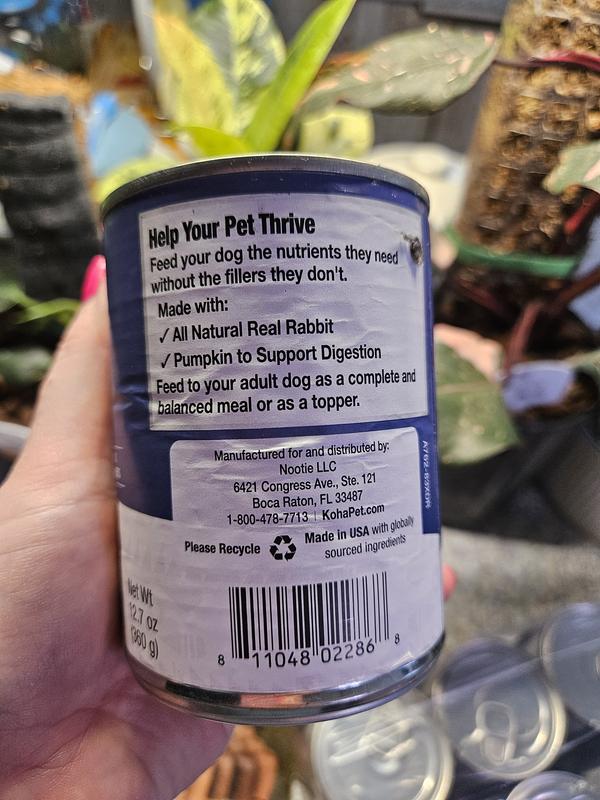 Help Your Pet Thrive
Feed your dog the nutrients they need
without the fillers they don't.
Made with:
✓ All Natural Real Rabbit
✓ Pumpkin to Support Digestion
Feed to your adult dog as a complete and
balanced meal or as a topper.
Manufactured for and distributed by:
Nootie LLC
6421 Congress Ave., Ste. 121
Boca Raton, FL 33487
1-800-478-7713 | KohaPet.com
Please Recycle
Made in USA with globally
sourced ingredients
Net Wt
12.7 oz
(360 g)
8 11048 02286 8